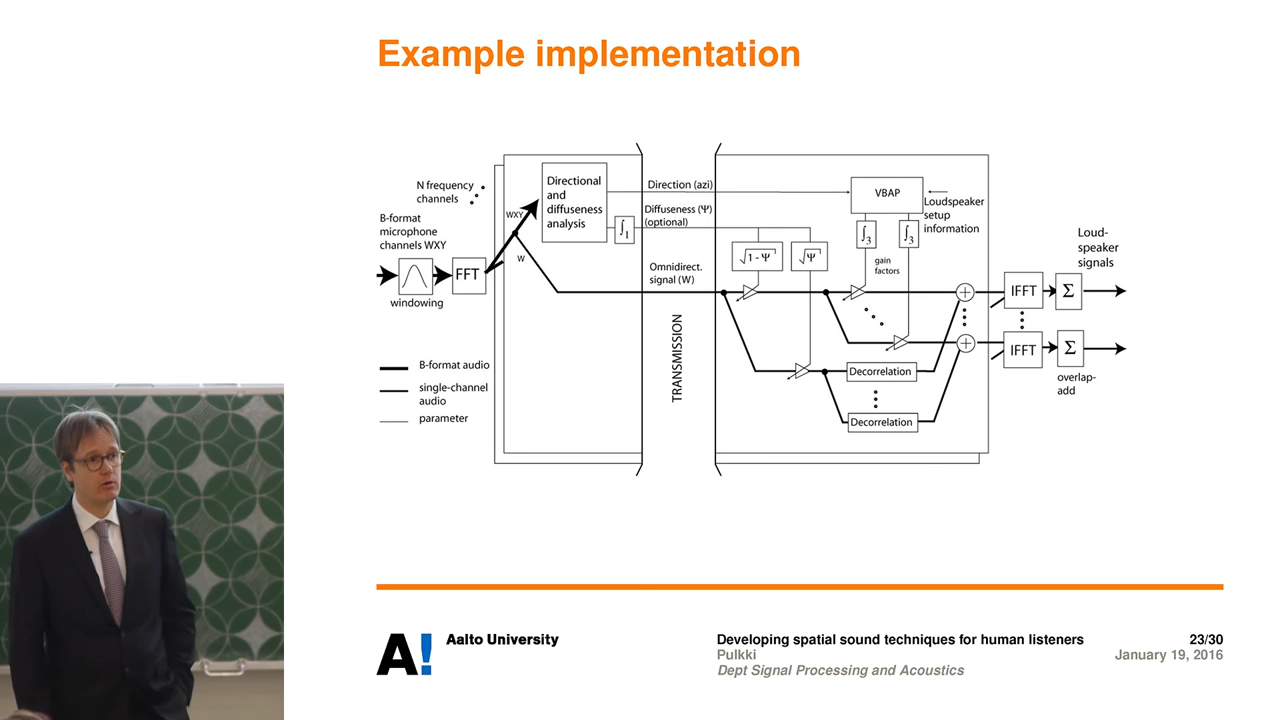 Example implementation
N frequency
channels
B-format
microphone
channels WXY
windowing
FFT
WXY
W
Directional
and
diffuseness
analysis
∫1
Direction (azi)
Diffuseness (Ψ)
(optional)
Omnidirect.
signal (W)
TRANSMISSION
√1 - Ψ
√Ψ
VBAP
Loudspeaker
setup
information
∫3
∫3
gain
factors
Decorrelation
Decorrelation
+
+
Loud-
speaker
signals
IFFT
Σ
IFFT
Σ
overlap-
add
B-format audio
single-channel
audio
parameter
A!
Aalto University
Developing spatial sound techniques for human listeners
Pulkki
Dept Signal Processing and Acoustics
23/30
January 19, 2016